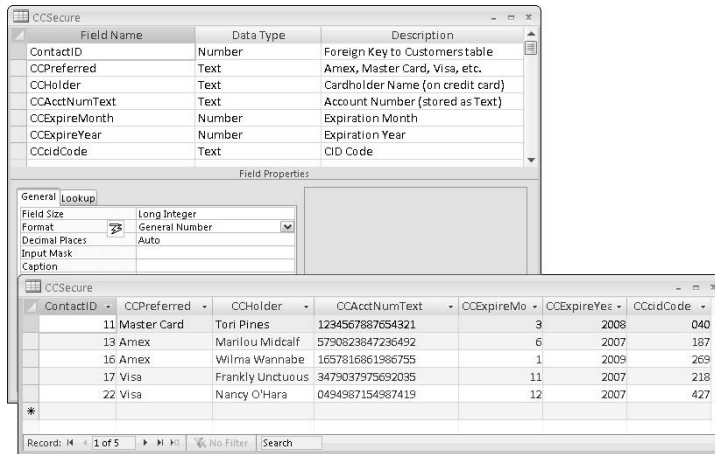 CCSecure
Field Name Data Type Description
ContactID Number Foreign Key to Customers table
CCPreferred Text Amex, Master Card, Visa, etc.
CCHolder Text Cardholder Name (on credit card)
CCAcctNumText Text Account Number (stored as Text)
CCExpireMonth Number Expiration Month
CCExpireYear Number Expiration Year
CCcidCode Text CID Code
Field Properties
General Lookup
Field Size Long Integer
Format General Number
Decimal Places Auto
Input Mask
Caption
CCSecure
ContactID CCPreferred CCHolder CCAcctNumText CCExpireMo CCExpireYea CCcidCode
11 Master Card Tori Pines 1234567887654321 3 2008 040
13 Amex Marilou Midcalf 5790823847236492 6 2007 187
16 Amex Wilma Wannabe 1657816861986755 1 2009 269
17 Visa Frankly Unctuous 3479037975692035 11 2007 218
22 Visa Nancy O'Hara 0494987154987419 12 2007 427
*
Record: 1 of 5 No Filter Search